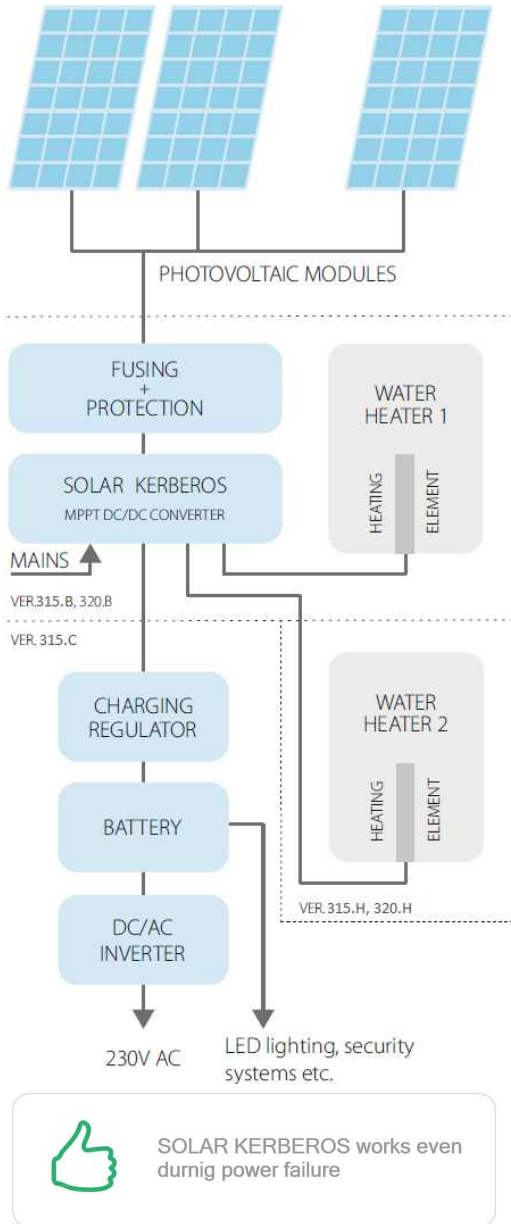 PHOTOVOLTAIC MODULES
FUSING
+
PROTECTION
WATER
HEATER 1
HEATING
ELEMENT
SOLAR KERBEROS
MPPT DC/DC CONVERTER
MAINS
VER.315.B, 320.B
VER. 315.C
CHARGING
REGULATOR
WATER
HEATER 2
HEATING
ELEMENT
BATTERY
VER. 315.H, 320.H
DC/AC
INVERTER
230V AC
LED lighting, security
systems etc.
SOLAR KERBEROS works even
durnig power failure